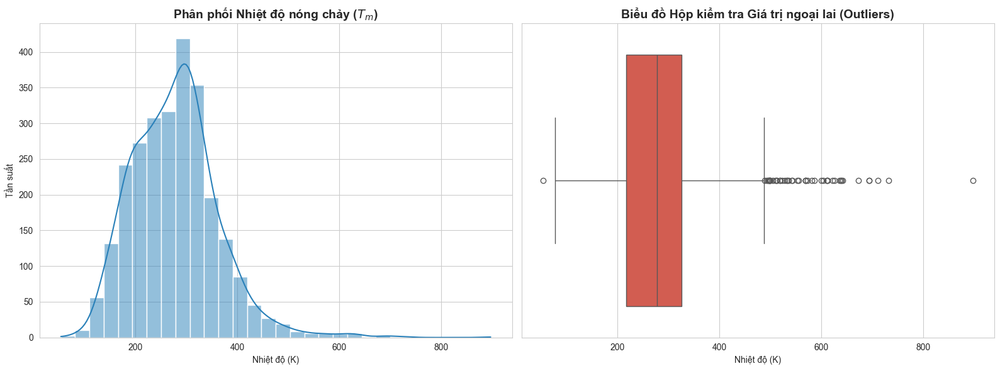 Phân phối Nhiệt độ nóng chảy (Tₘ)
Tần suất
400
350
300
250
200
150
100
50
0
200 400 600 800
Nhiệt độ (K)
Biểu đồ Hộp kiểm tra Giá trị ngoại lai (Outliers)
200 400 600 800
Nhiệt độ (K)